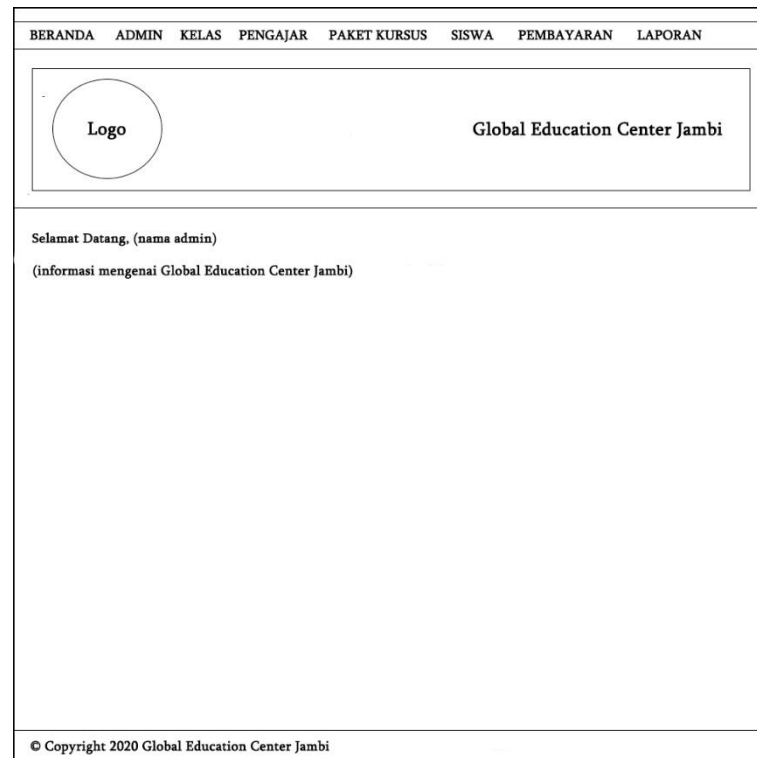 BERANDA ADMIN KELAS PENGAJAR PAKET KURSUS SISWA PEMBAYARAN LAPORAN
Logo
Global Education Center Jambi
Selamat Datang, (nama admin)
(informasi mengenai Global Education Center Jambi)
© Copyright 2020 Global Education Center Jambi